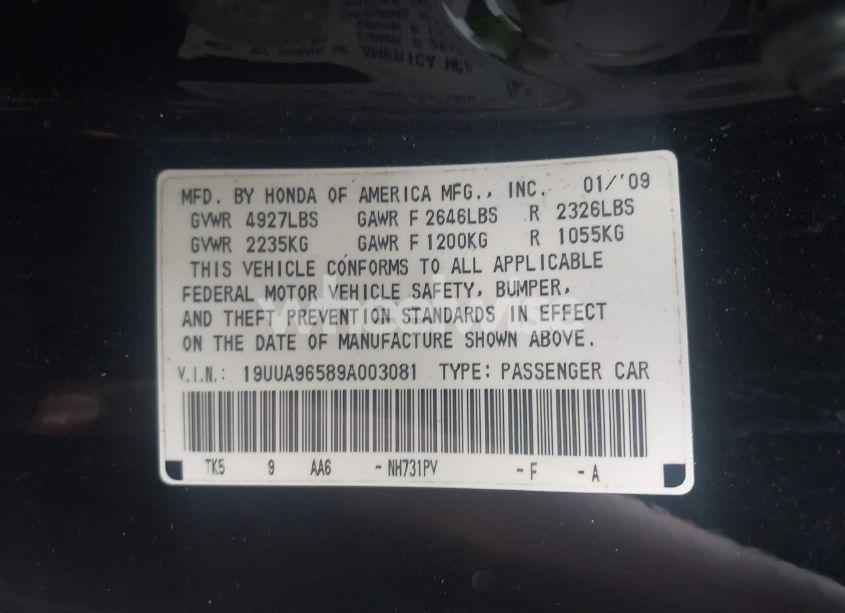 MFD. BY HONDA OF AMERICA MFG., INC. 01/'09
GVWR 4927LBS GAWR F 2646LBS R 2326LBS
GVWR 2235KG GAWR F 1200KG R 1055KG
THIS VEHICLE CONFORMS TO ALL APPLICABLE
FEDERAL MOTOR VEHICLE SAFETY, BUMPER,
AND THEFT PREVENTION STANDARDS IN EFFECT
ON THE DATE OF MANUFACTURE SHOWN ABOVE.
V.I.N.: 19UUA96589A003081 TYPE: PASSENGER CAR
TK5 9 AA6 - NH731PV - F - A